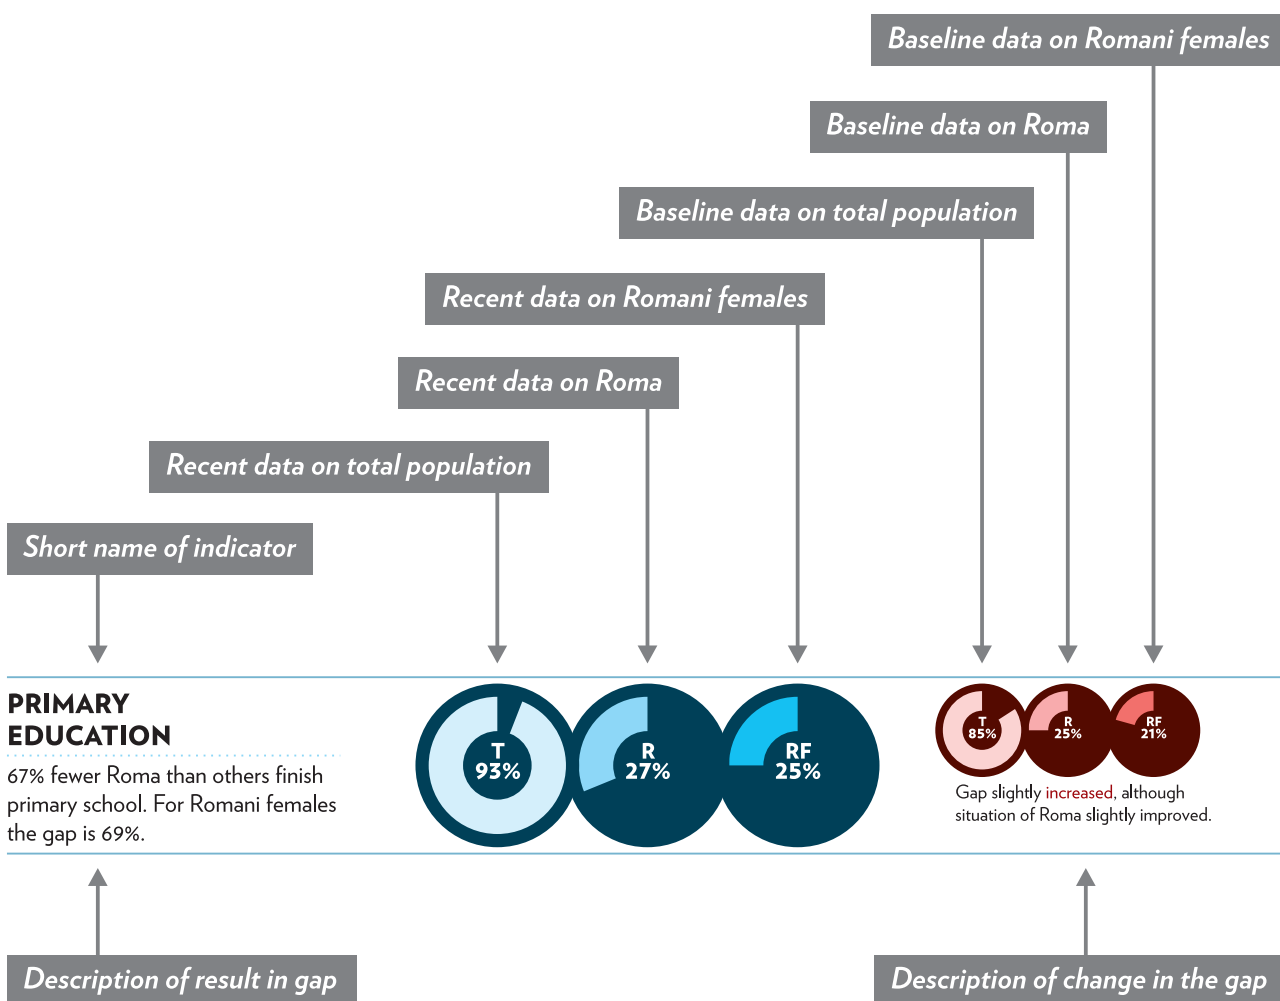 Baseline data on Romani females
Baseline data on Roma
Baseline data on total population
Recent data on Romani females
Recent data on Roma
Recent data on total population
Short name of indicator
PRIMARY
EDUCATION
67% fewer Roma than others finish
primary school. For Romani females
the gap is 69%.
T
93%
R
27%
RF
25%
T
85%
R
25%
RF
21%
Gap slightly increased, although
situation of Roma slightly improved.
Description of result in gap
Description of change in the gap